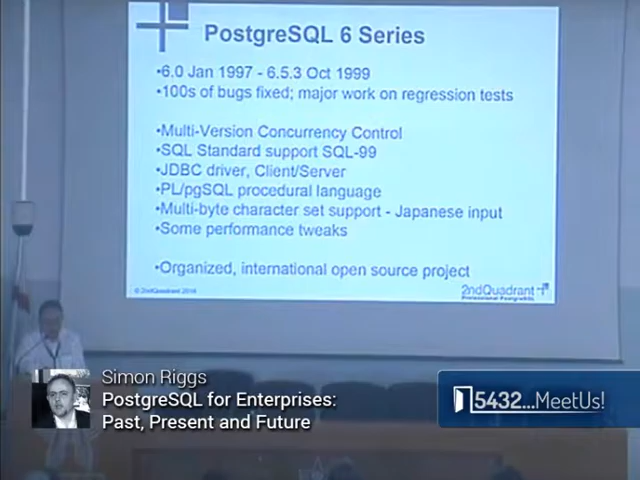 PostgreSQL 6 Series
•6.0 Jan 1997 - 6.5.3 Oct 1999
•100s of bugs fixed; major work on regression tests
•Multi-Version Concurrency Control
•SQL Standard support SQL-99
•JDBC driver, Client/Server
•PL/pgSQL procedural language
•Multi-byte character set support - Japanese input
•Some performance tweaks
•Organized, international open source project
© 2ndQuadrant
2ndQuadrant
Professional PostgreSQL
Simon Riggs
PostgreSQL for Enterprises:
Past, Present and Future
5432...MeetUs!